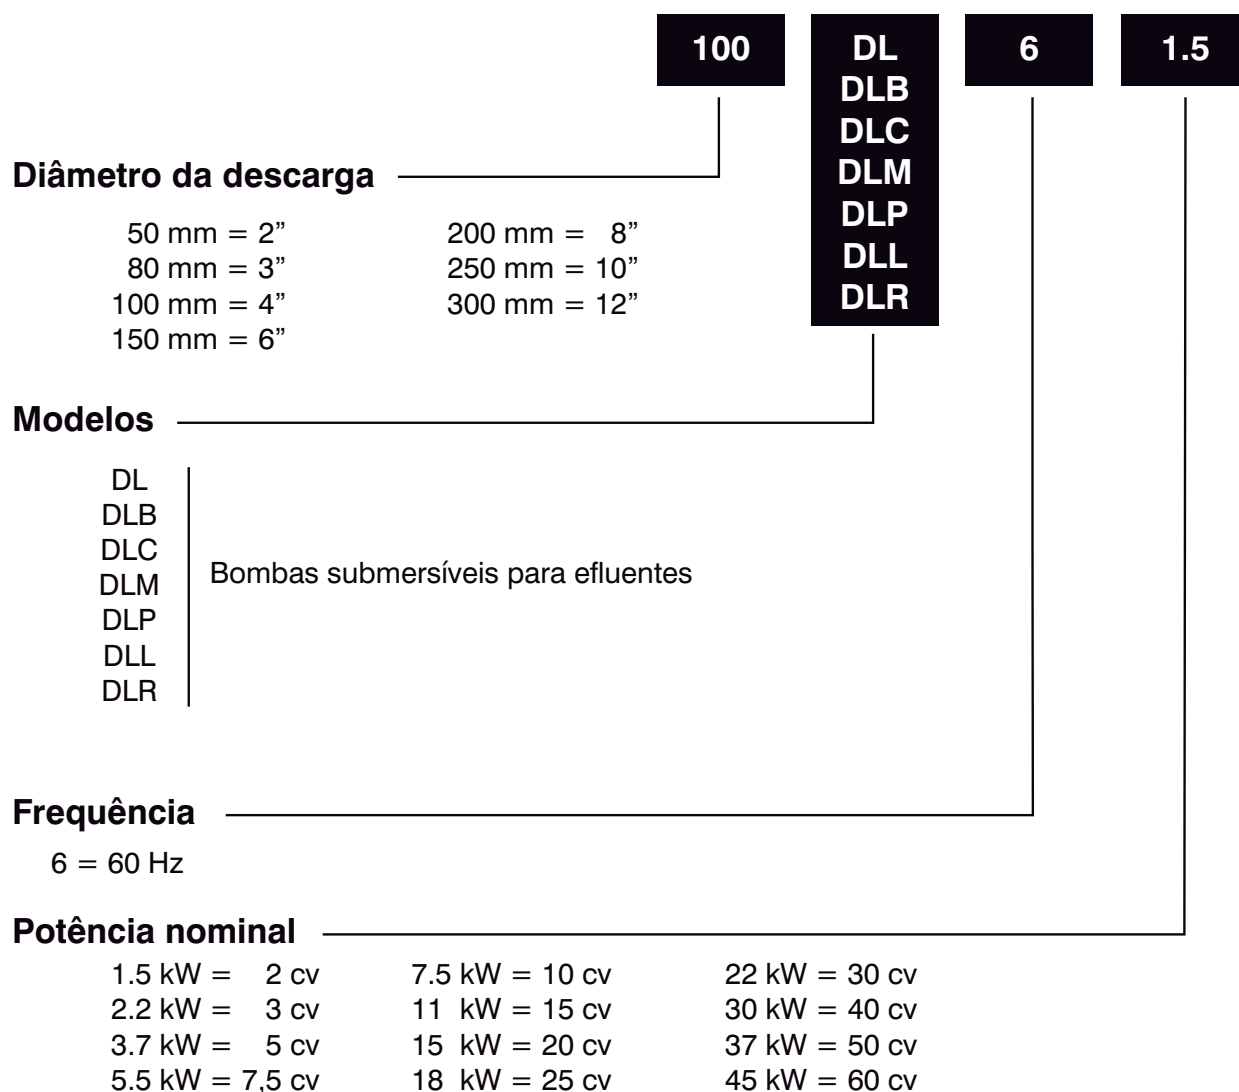 100 DL 6 1.5
DLB
DLC
DLM
DLP
DLL
DLR
Diâmetro da descarga
50 mm = 2” 200 mm = 8”
80 mm = 3” 250 mm = 10”
100 mm = 4” 300 mm = 12”
150 mm = 6”
Modelos
DL
DLB
DLC
DLM
DLP
DLL
DLR
Bombas submersíveis para efluentes
Frequência
6 = 60 Hz
Potência nominal
1.5 kW = 2 cv 7.5 kW = 10 cv 22 kW = 30 cv
2.2 kW = 3 cv 11 kW = 15 cv 30 kW = 40 cv
3.7 kW = 5 cv 15 kW = 20 cv 37 kW = 50 cv
5.5 kW = 7,5 cv 18 kW = 25 cv 45 kW = 60 cv